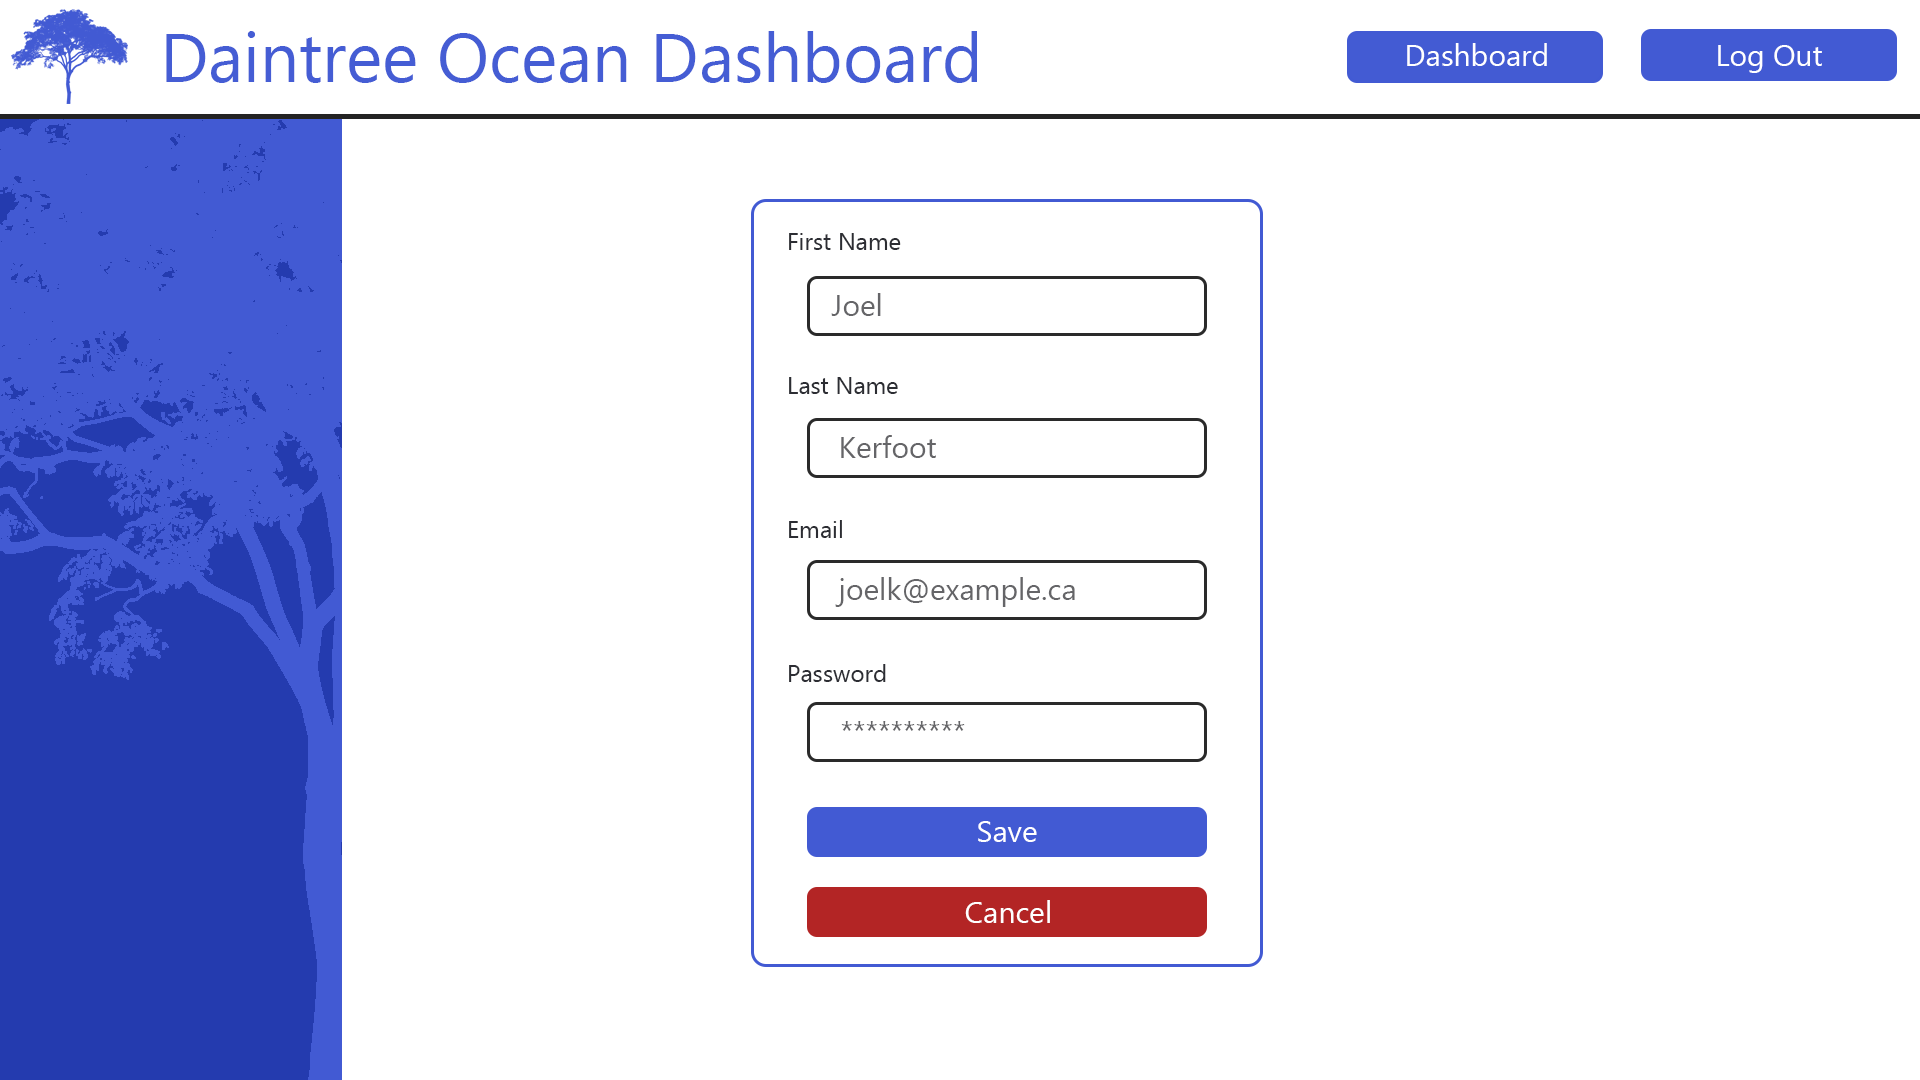 Daintree Ocean Dashboard
Dashboard
Log Out
First Name
Joel
Last Name
Kerfoot
Email
joelk@example.ca
Password
**********
Save
Cancel